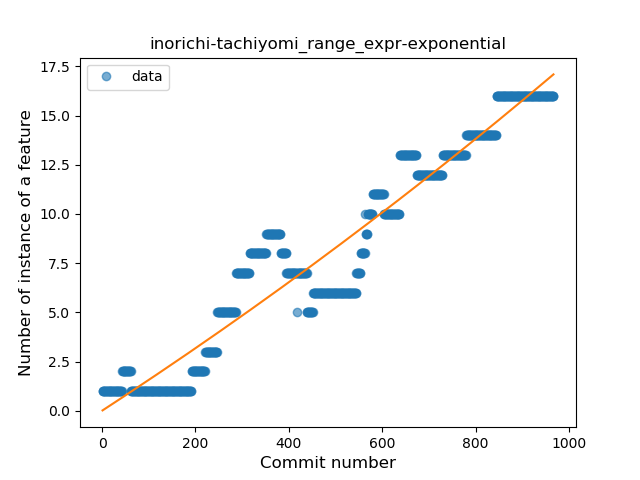 inorichi-tachiyomi_range_expr-exponential
data
Number of instance of a feature
17.5
15.0
12.5
10.0
7.5
5.0
2.5
0.0
0 200 400 600 800 1000
Commit number